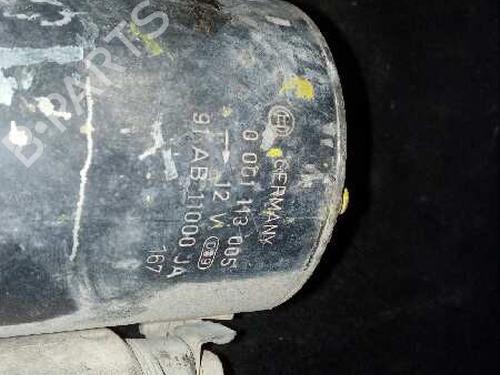 GERMANY
0 001 113 005
→ 12 V
91 AB-11000 JA
167
B-PARTS